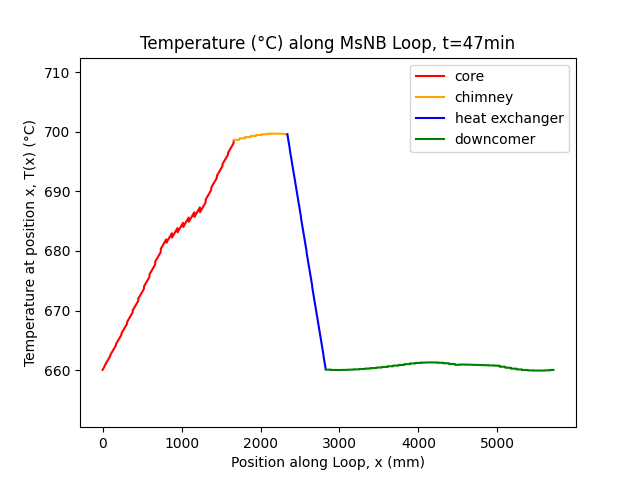 Temperature (°C) along MsNB Loop, t=47min
Temperature at position x, T(x) (°C)
710
700
690
680
670
660
core
chimney
heat exchanger
downcomer
0 1000 2000 3000 4000 5000
Position along Loop, x (mm)